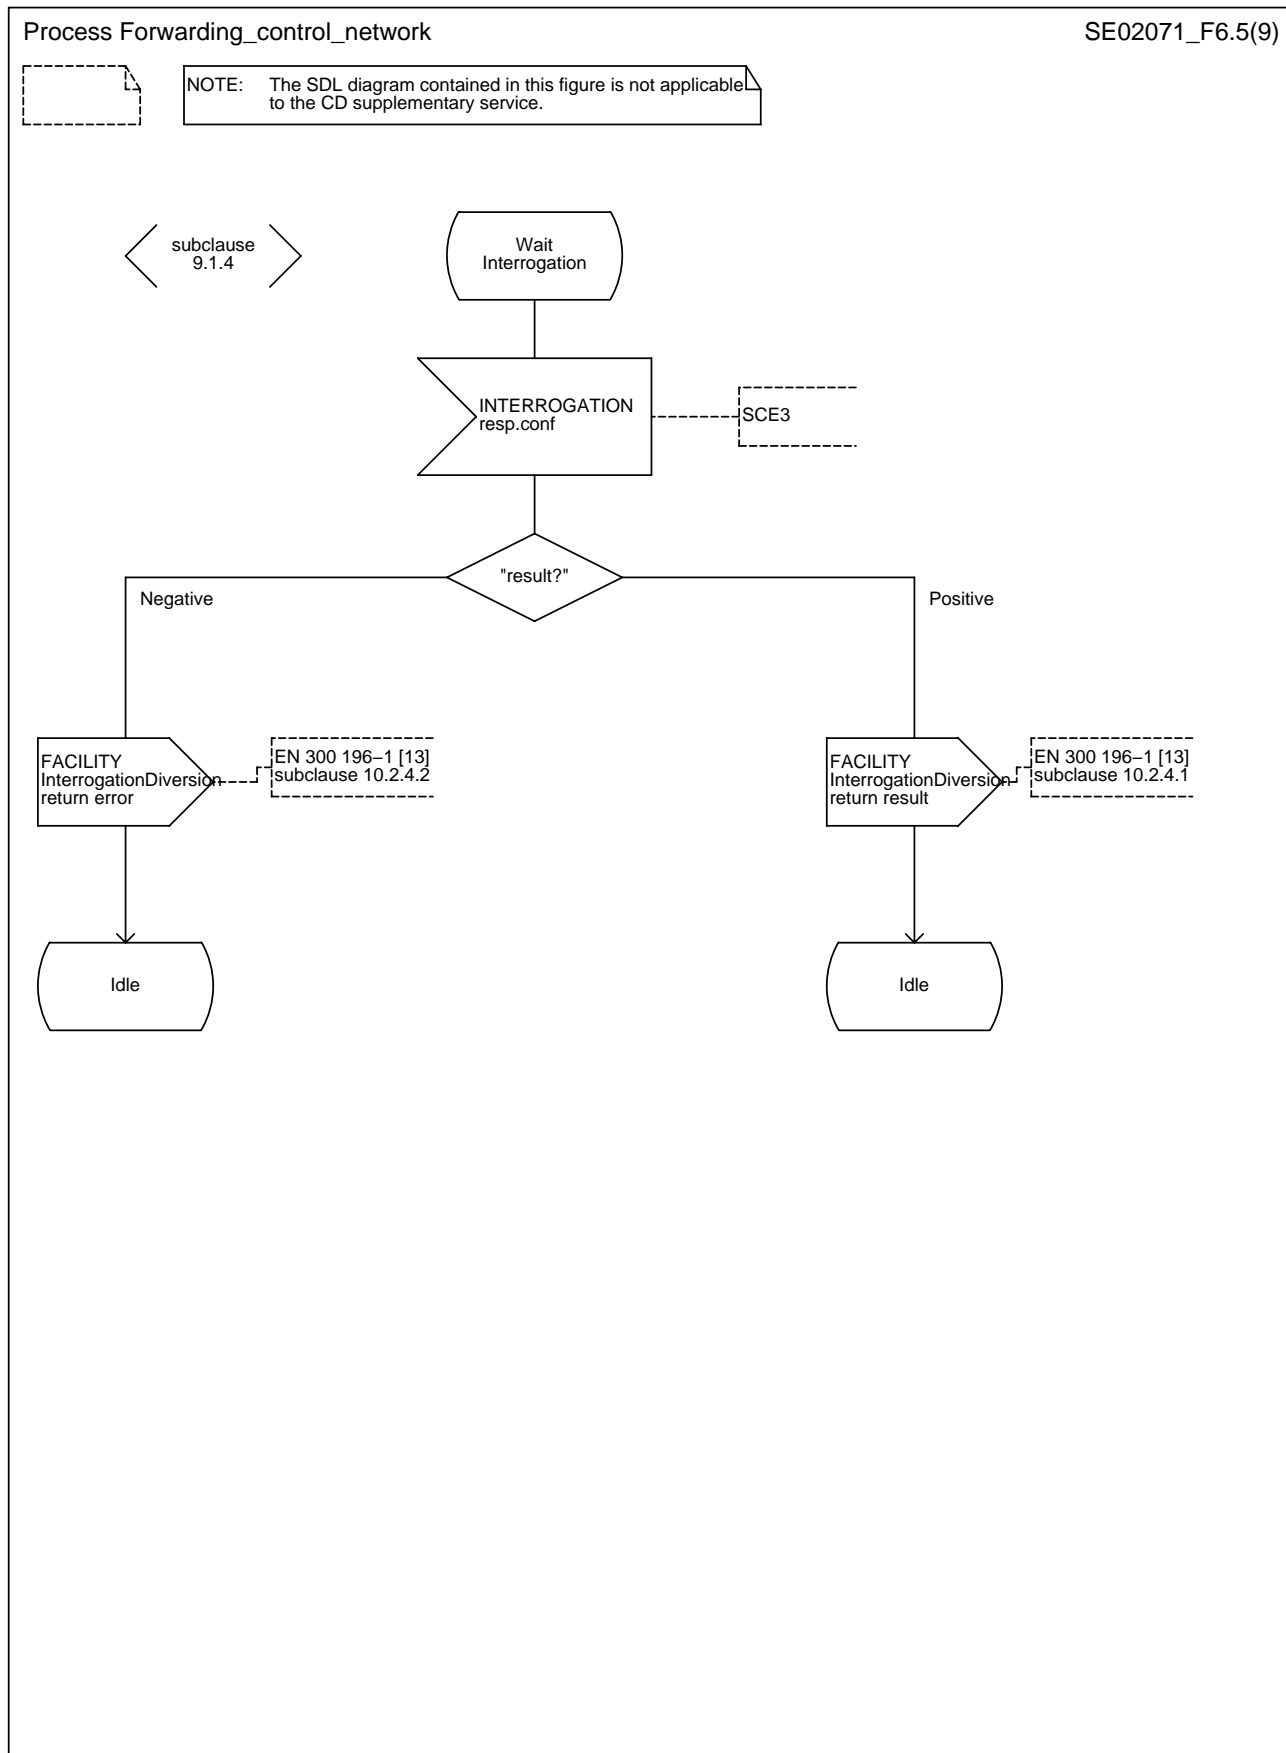 Process Forwarding_control_network
SE02071_F6.5(9)
NOTE: The SDL diagram contained in this figure is not applicable
to the CD supplementary service.
subclause
9.1.4
Wait
Interrogation
INTERROGATION
resp.conf
SCE3
"result?"
Negative
Positive
FACILITY
InterrogationDiversion
return error
EN 300 196–1 [13]
subclause 10.2.4.2
FACILITY
InterrogationDiversion
return result
EN 300 196–1 [13]
subclause 10.2.4.1
Idle
Idle